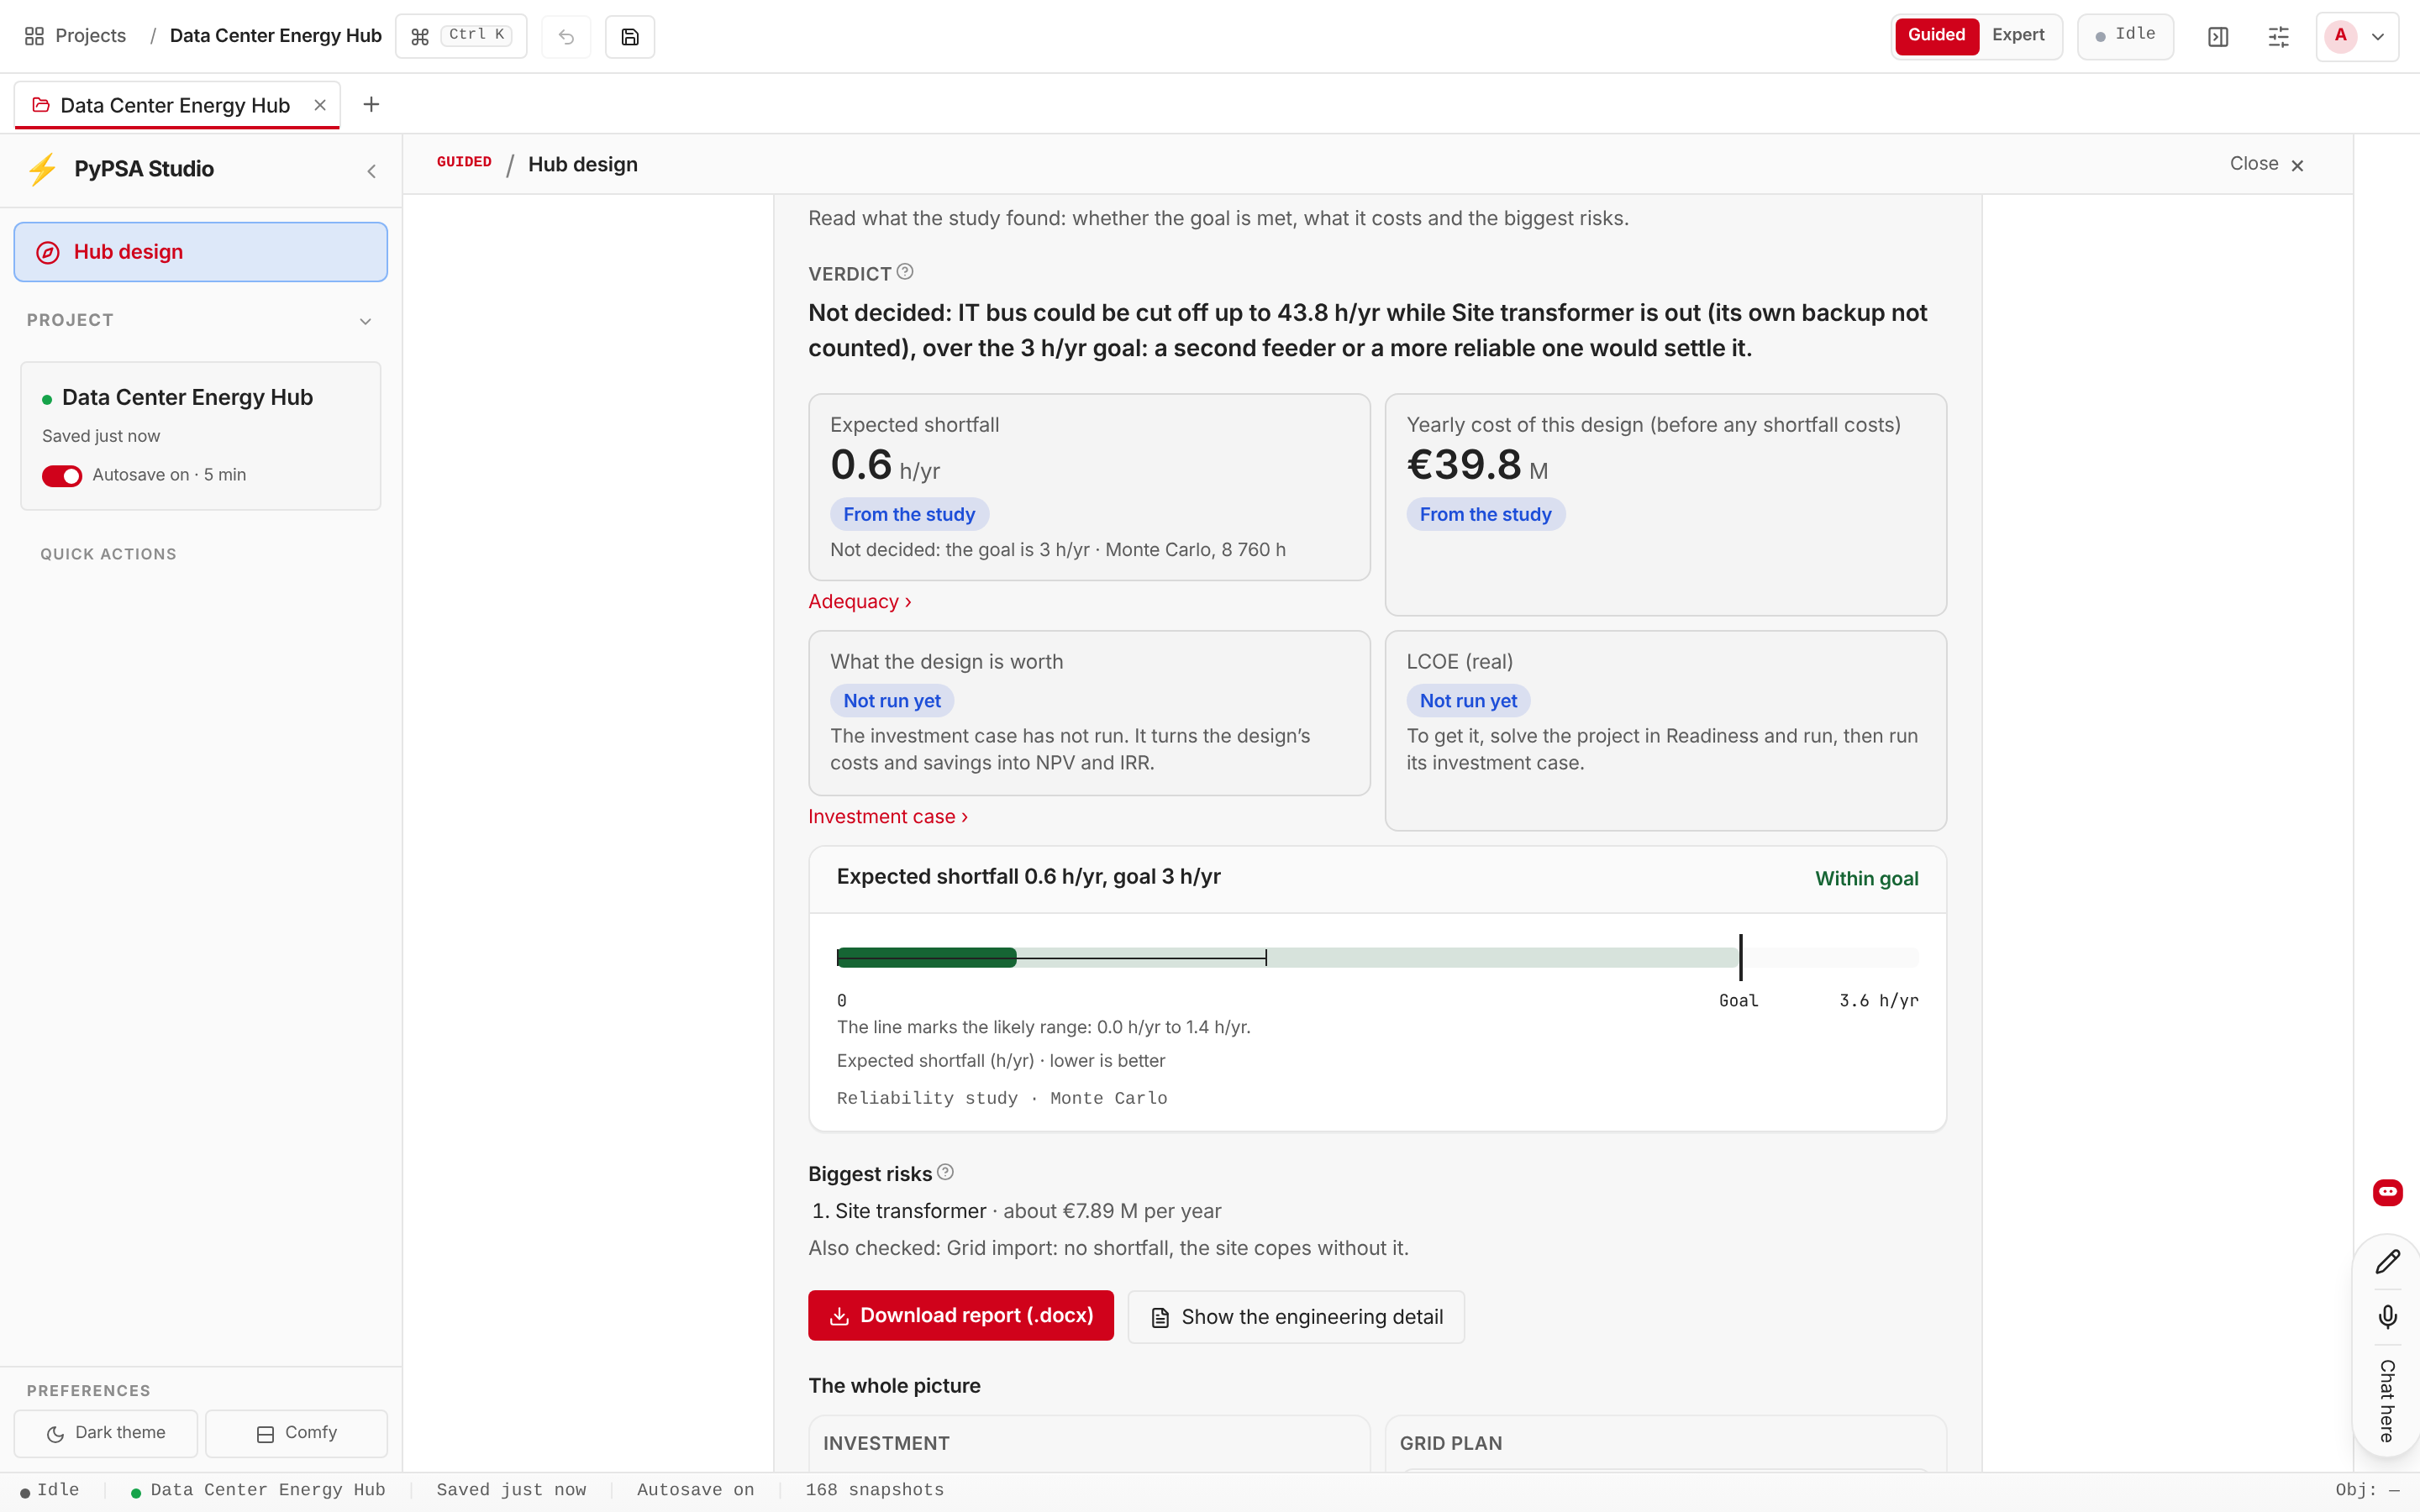 Projects / Data Center Energy Hub
Ctrl K
Guided Expert
Idle
A
Data Center Energy Hub
PyPSA Studio
Hub design
PROJECT
Data Center Energy Hub
Saved just now
Autosave on · 5 min
QUICK ACTIONS
PREFERENCES
Dark theme
Comfy
GUIDED / Hub design
Close
Read what the study found: whether the goal is met, what it costs and the biggest risks.
VERDICT
Not decided: IT bus could be cut off up to 43.8 h/yr while Site transformer is out (its own backup not
counted), over the 3 h/yr goal: a second feeder or a more reliable one would settle it.
Expected shortfall
0.6 h/yr
From the study
Not decided: the goal is 3 h/yr · Monte Carlo, 8 760 h
Adequacy ›
Yearly cost of this design (before any shortfall costs)
€39.8 M
From the study
What the design is worth
Not run yet
The investment case has not run. It turns the design’s
costs and savings into NPV and IRR.
Investment case ›
LCOE (real)
Not run yet
To get it, solve the project in Readiness and run, then run
its investment case.
Expected shortfall 0.6 h/yr, goal 3 h/yr
Within goal
0
Goal
3.6 h/yr
The line marks the likely range: 0.0 h/yr to 1.4 h/yr.
Expected shortfall (h/yr) · lower is better
Reliability study · Monte Carlo
Biggest risks
1. Site transformer · about €7.89 M per year
Also checked: Grid import: no shortfall, the site copes without it.
Download report (.docx)
Show the engineering detail
The whole picture
INVESTMENT
GRID PLAN
Chat here
Idle
Data Center Energy Hub
Saved just now
Autosave on
168 snapshots
Obj: —